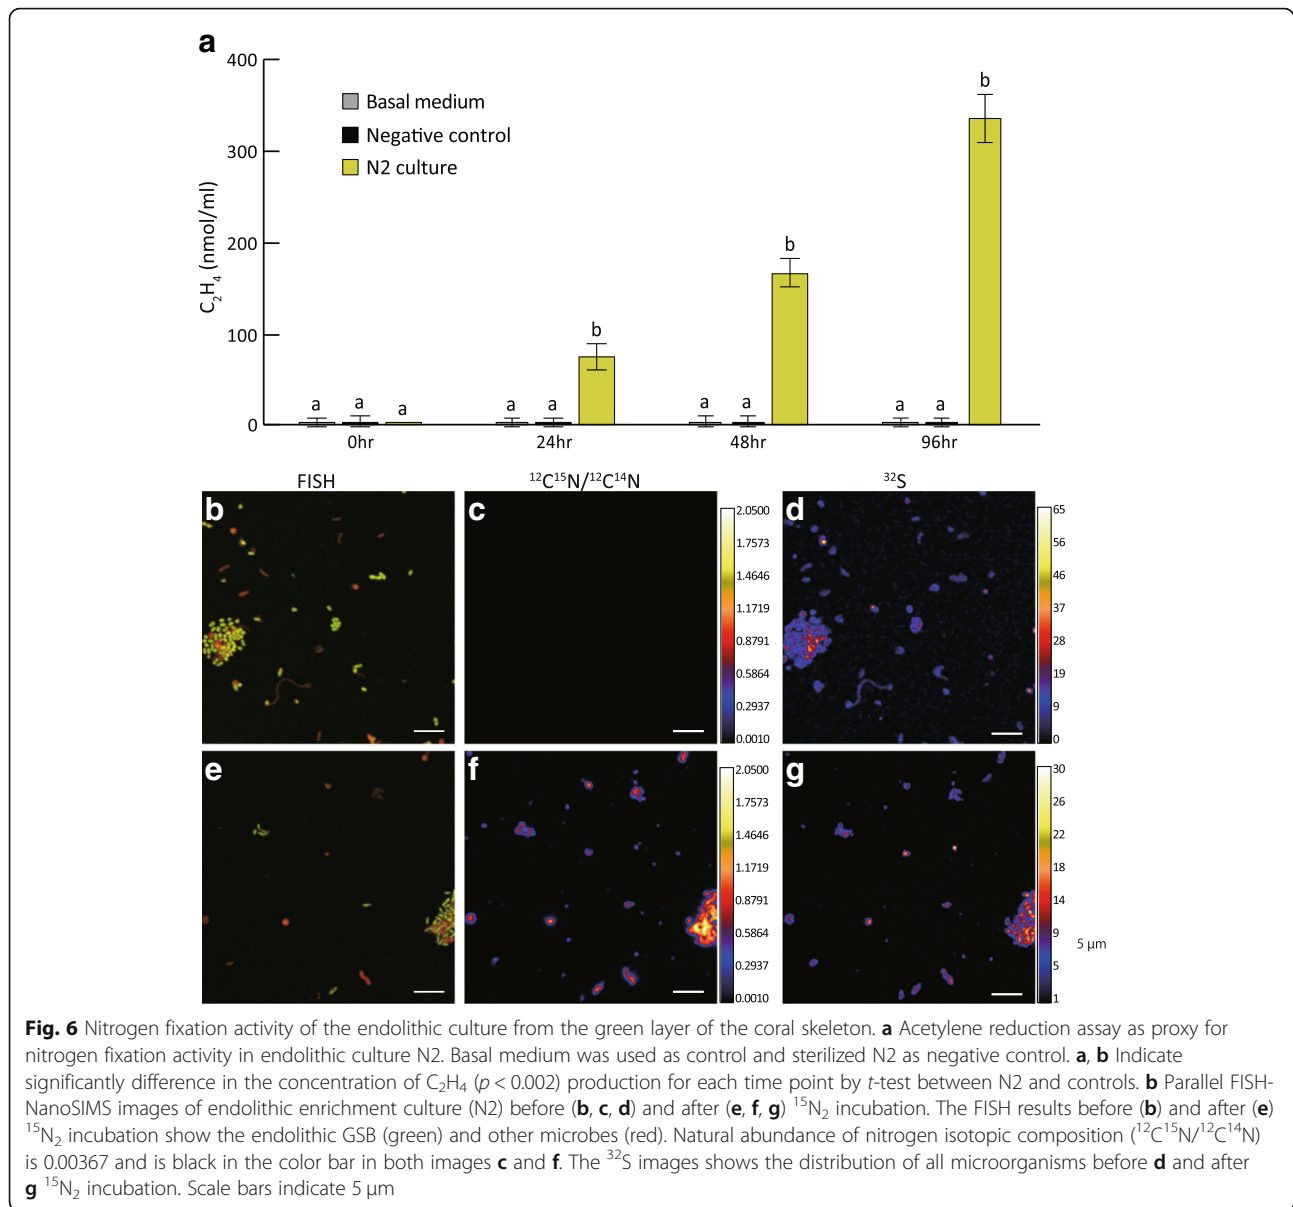 a
400
300
200
100
0
C₂H₄ (nmol/ml)
Basal medium
Negative control
N2 culture
a a a
a a b
a a b
a a b
0hr 24hr 48hr 96hr
FISH ¹²C¹⁵N/¹²C¹⁴N ³²S
b c d
2.0500
1.7573
1.4646
1.1719
0.8791
0.5864
0.2937
0.0010
65
56
46
37
28
19
9
0
e f g
2.0500
1.7573
1.4645
1.1719
0.8791
0.5864
0.2937
0.0010
30
26
22
18
14
9
5
1
5 µm
Fig. 6 Nitrogen fixation activity of the endolithic culture from the green layer of the coral skeleton. a Acetylene reduction assay as proxy for
nitrogen fixation activity in endolithic culture N2. Basal medium was used as control and sterilized N2 as negative control. a, b Indicate
significantly difference in the concentration of C₂H₄ (p < 0.002) production for each time point by t-test between N2 and controls. b Parallel FISH-
NanoSIMS images of endolithic enrichment culture (N2) before (b, c, d) and after (e, f, g) ¹⁵N₂ incubation. The FISH results before (b) and after (e)
¹⁵N₂ incubation show the endolithic GSB (green) and other microbes (red). Natural abundance of nitrogen isotopic composition (¹²C¹⁵N/¹²C¹⁴N)
is 0.00367 and is black in the color bar in both images c and f. The ³²S images shows the distribution of all microorganisms before d and after
g ¹⁵N₂ incubation. Scale bars indicate 5 µm